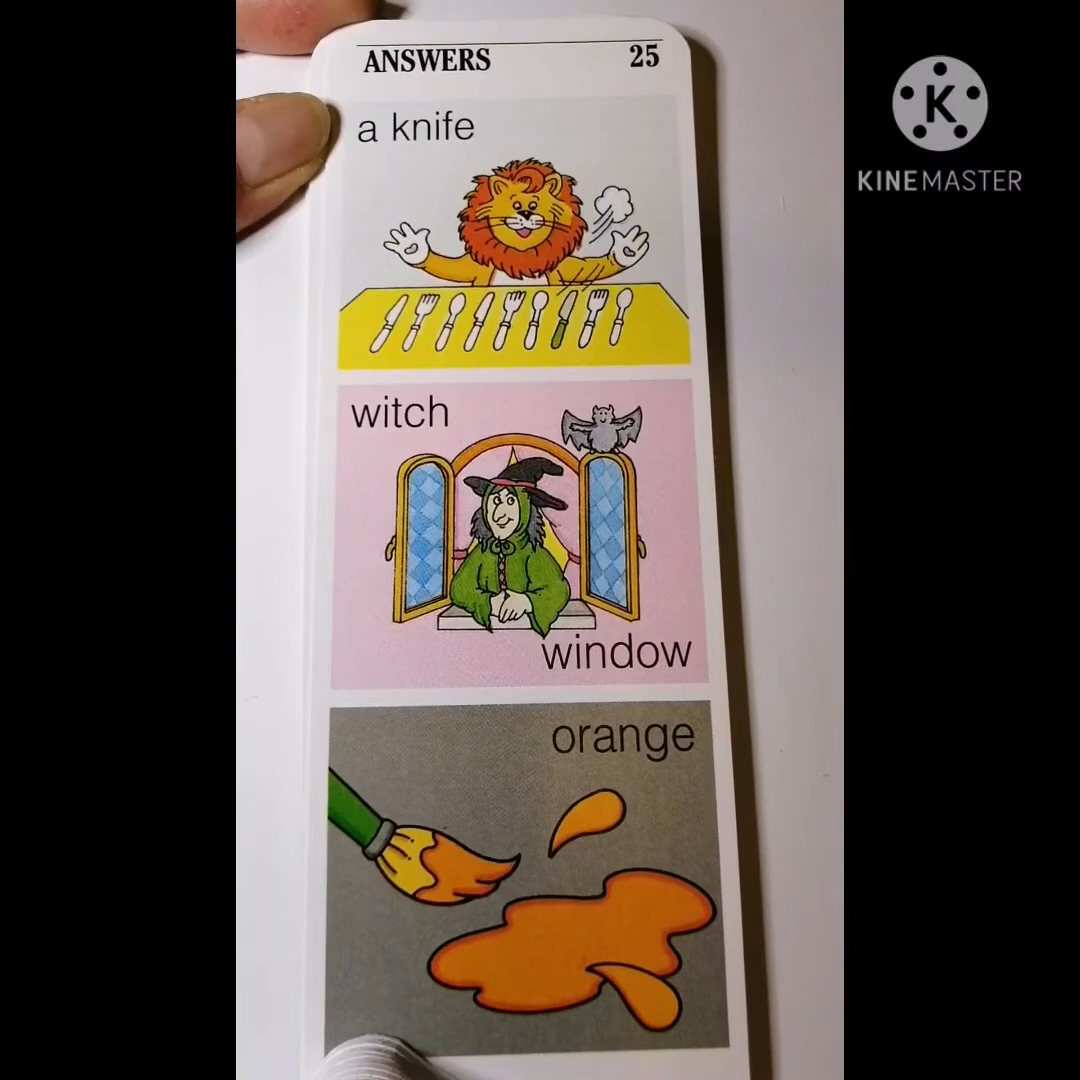 ANSWERS 25
a knife
witch
window
orange
K
KINEMASTER